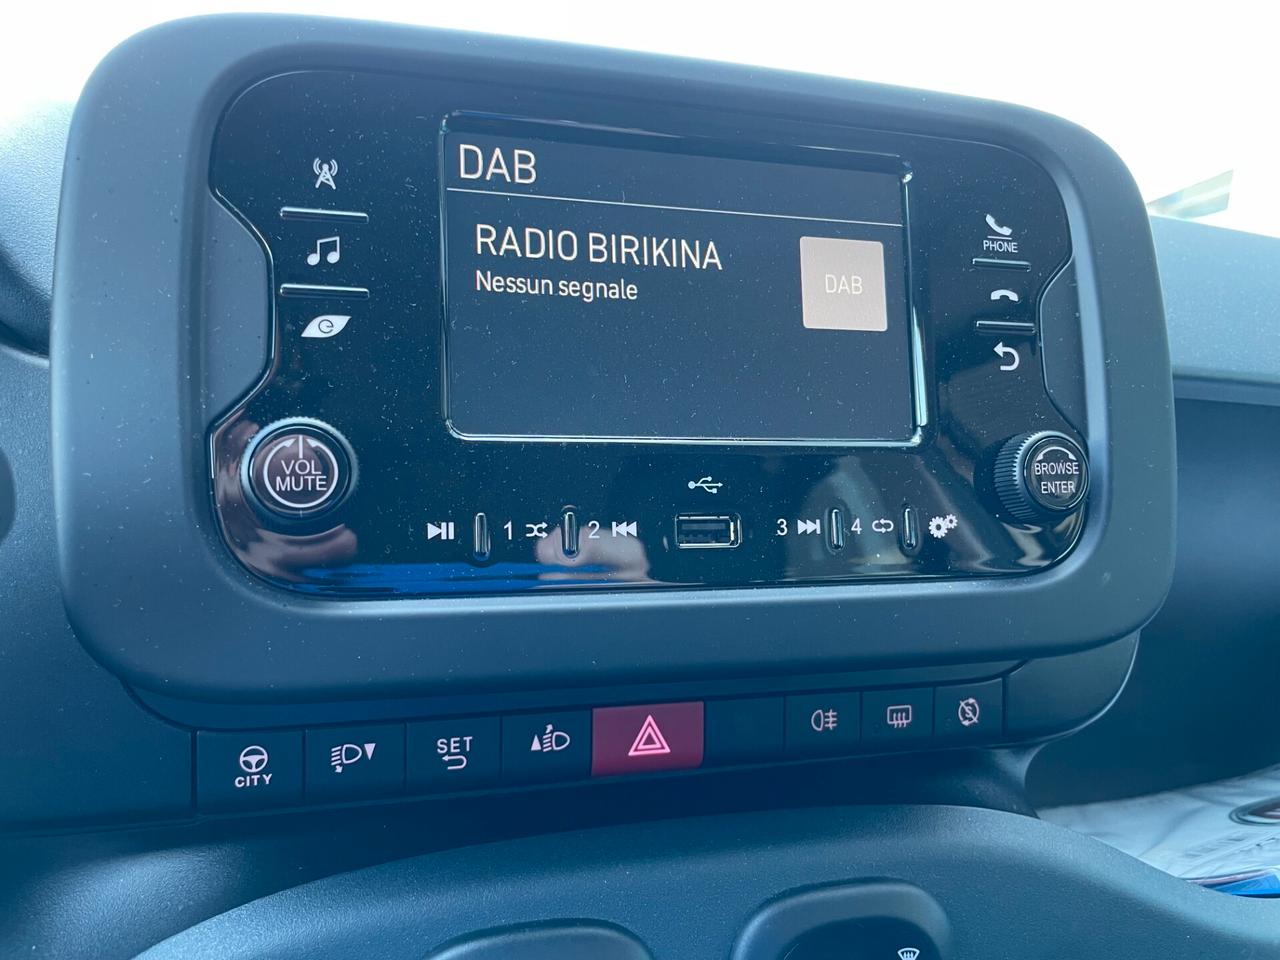 DAB
RADIO BIRIKINA
Nessun segnale
DAB
PHONE
VOL
MUTE
BROWSE
ENTER
1
2
3
4
CITY
SET